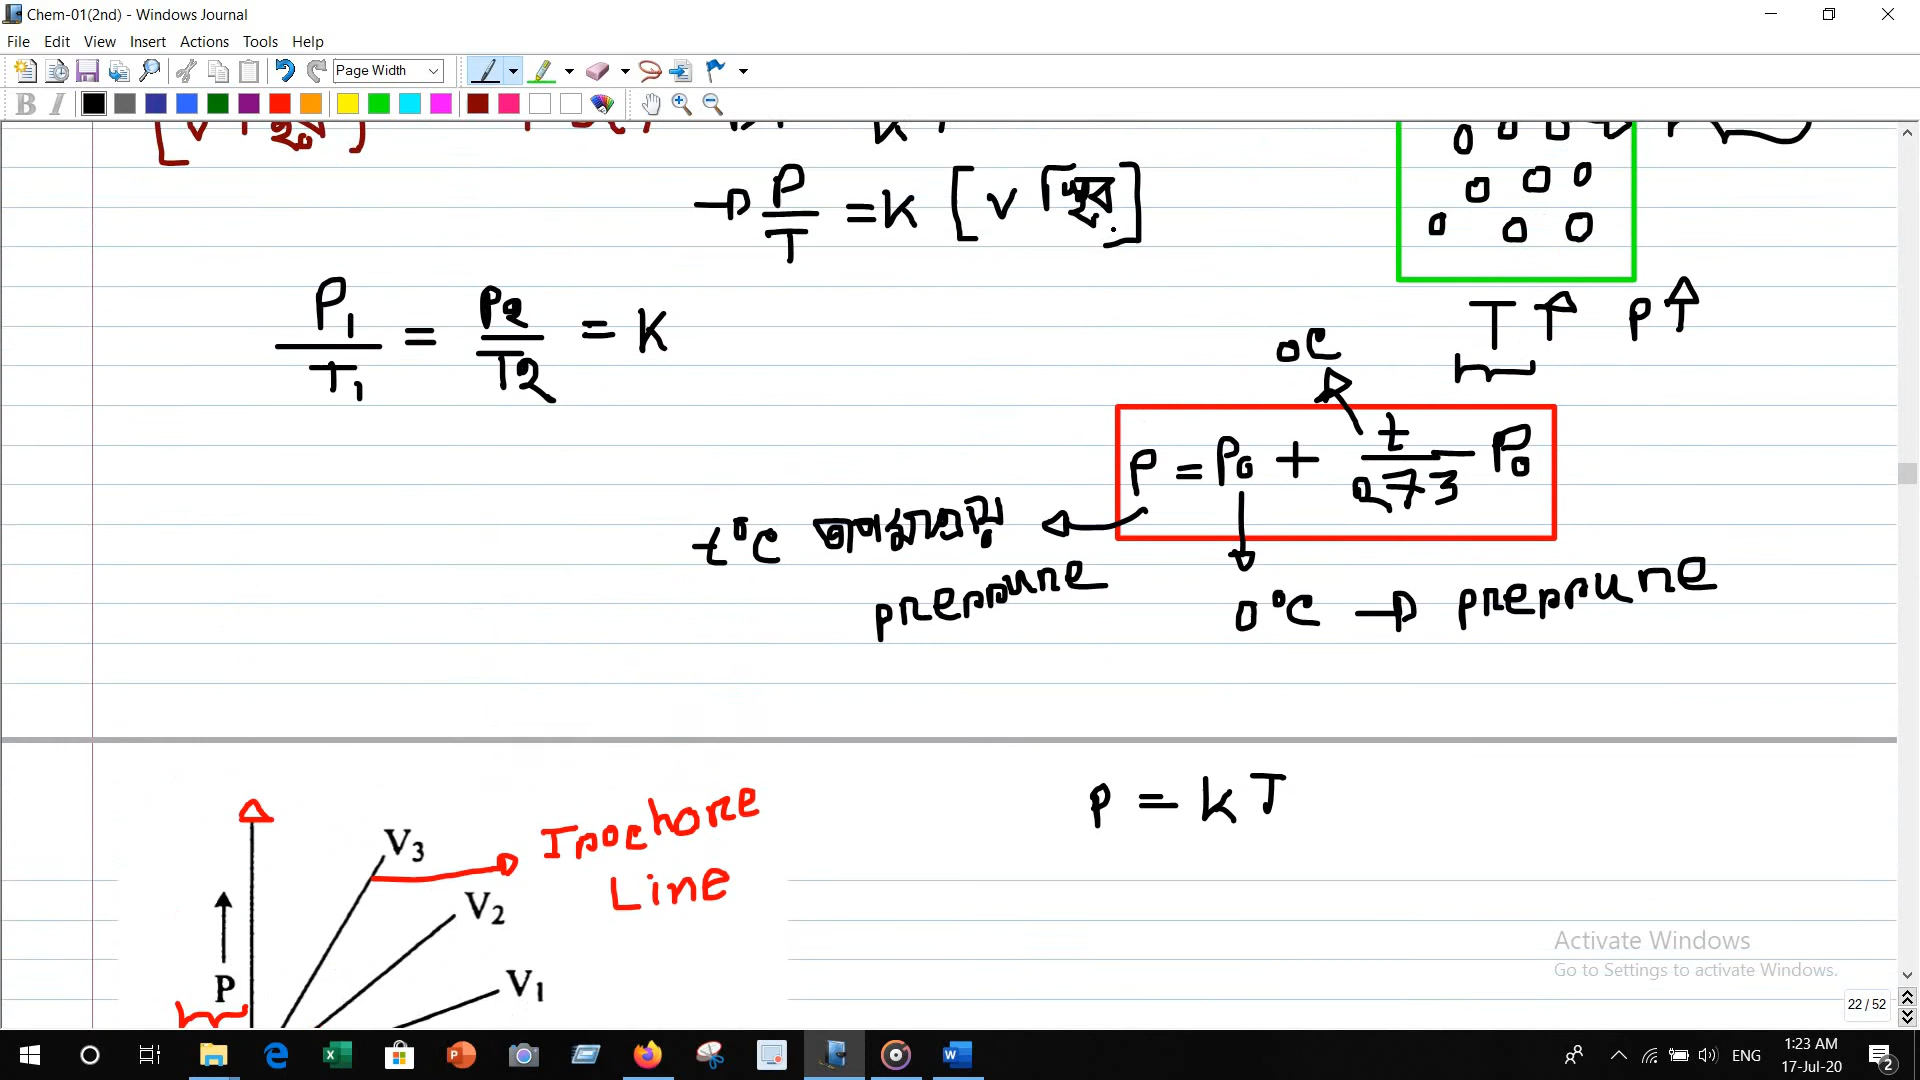 Chem-01(2nd) - Windows Journal
File Edit View Insert Actions Tools Help
Page Width
B I
P/T = K [V স্থির]
P1/T1 = P2/T2 = K
T↑ P↑
°C
P = P0 + t/273 P0
t°C তাপমাত্রায়
pressure
0°C → pressure
P = KT
Isochore
Line
V3
V2
V1
P
Activate Windows
Go to Settings to activate Windows.
22 / 52
ENG
1:23 AM
17-Jul-20
2